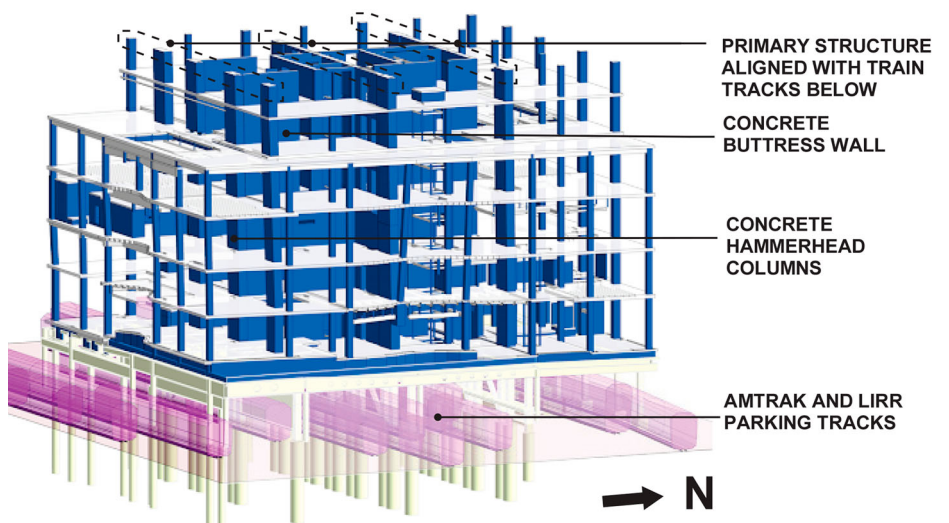 PRIMARY STRUCTURE
ALIGNED WITH TRAIN
TRACKS BELOW
CONCRETE
BUTTRESS WALL
CONCRETE
HAMMERHEAD
COLUMNS
AMTRAK AND LIRR
PARKING TRACKS
N